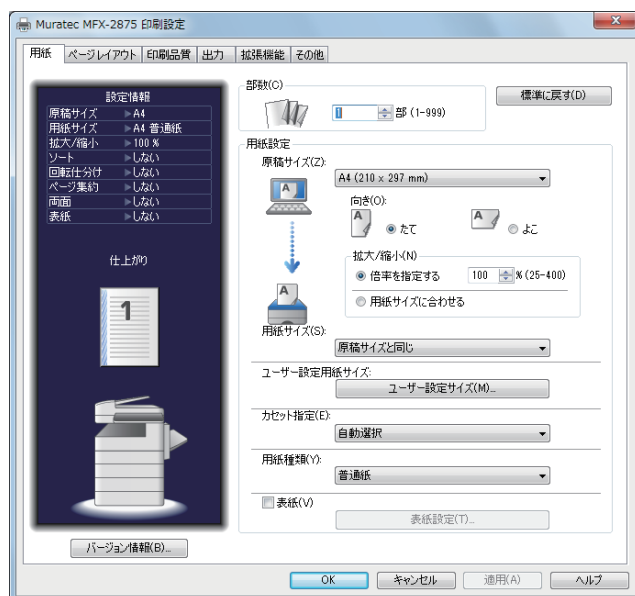 Muratec MFX-2875 印刷設定
用紙 ページレイアウト 印刷品質 出力 拡張機能 その他
設定情報
原稿サイズ ▶A4
用紙サイズ ▶A4 普通紙
拡大/縮小 ▶100 %
ソート ▶しない
回転仕分け ▶しない
ページ集約 ▶しない
両面 ▶しない
表紙 ▶しない
仕上がり
1
バージョン情報(B)...
部数(C)
1 部 (1-999)
標準に戻す(D)
用紙設定
原稿サイズ(Z):
A4 (210 x 297 mm)
向き(O):
A たて A よこ
A
拡大/縮小(N)
倍率を指定する 100 % (25-400)
用紙サイズに合わせる
A
用紙サイズ(S):
原稿サイズと同じ
ユーザー設定用紙サイズ:
ユーザー設定サイズ(M)...
カセット指定(E):
自動選択
用紙種類(Y):
普通紙
表紙(V)
表紙設定(T)...
OK キャンセル 適用(A) ヘルプ